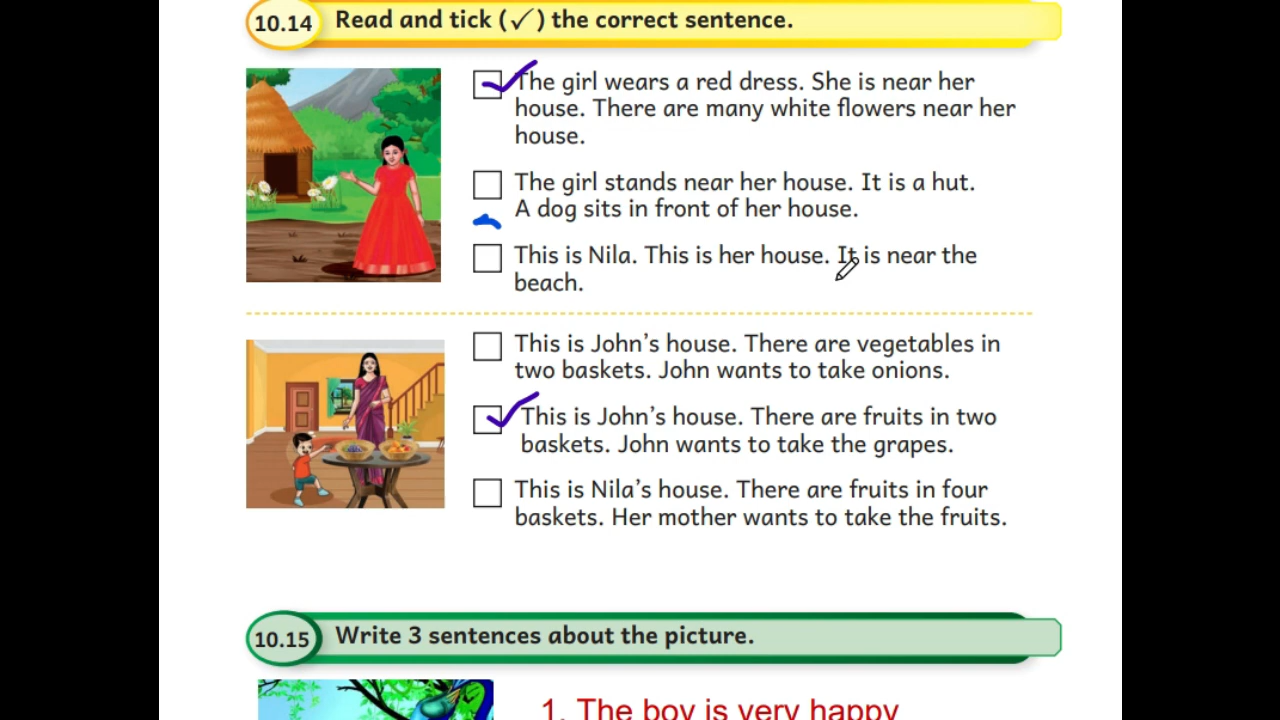 10.14 Read and tick (✓) the correct sentence.
The girl wears a red dress. She is near her
house. There are many white flowers near her
house.
The girl stands near her house. It is a hut.
A dog sits in front of her house.
This is Nila. This is her house. It is near the
beach.
This is John's house. There are vegetables in
two baskets. John wants to take onions.
This is John's house. There are fruits in two
baskets. John wants to take the grapes.
This is Nila's house. There are fruits in four
baskets. Her mother wants to take the fruits.
10.15 Write 3 sentences about the picture.
1. The boy is very happy